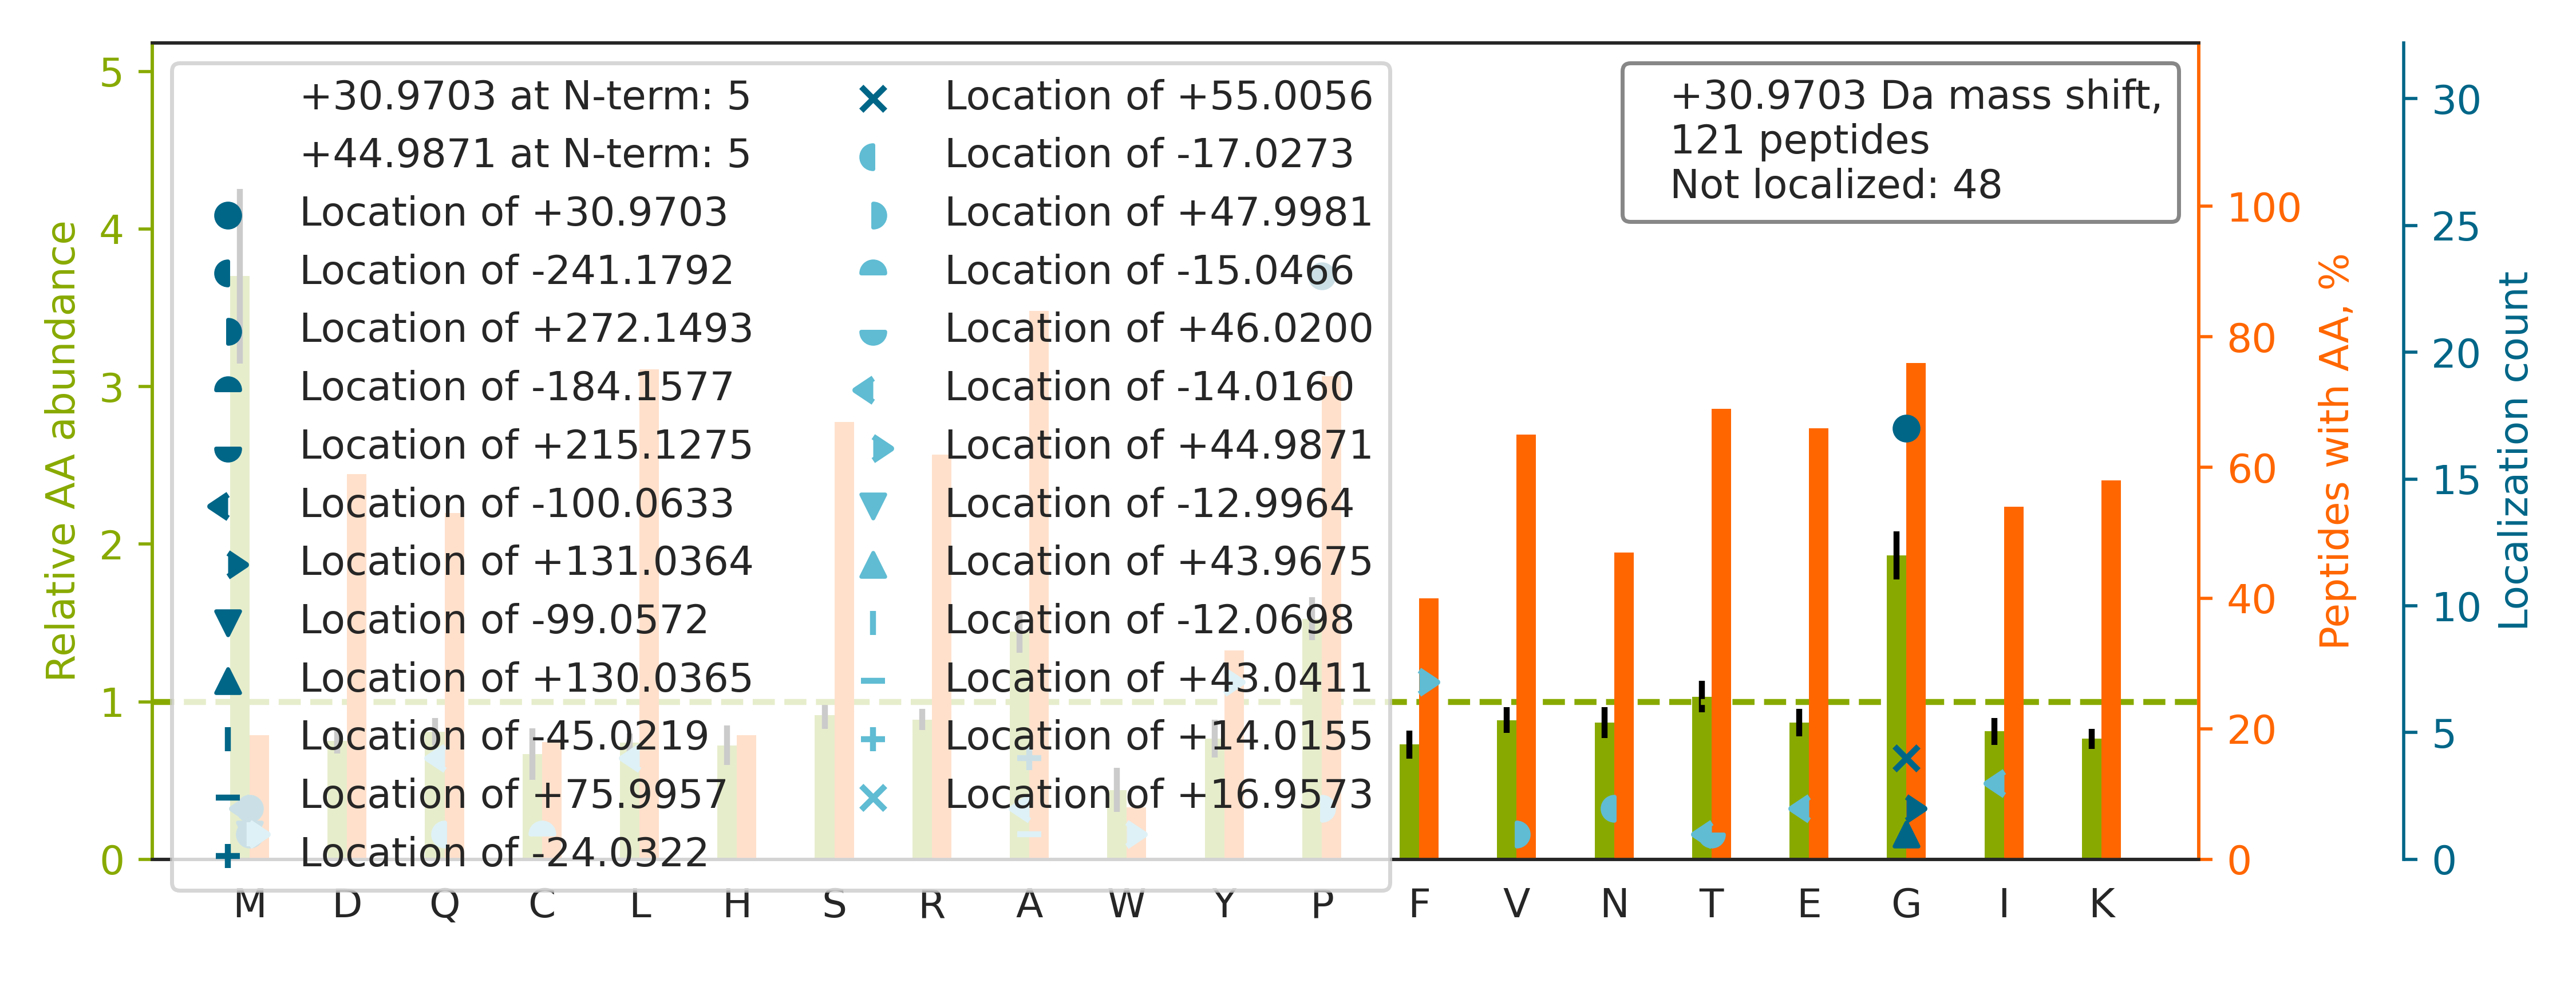 +30.9703 at N-term: 5
+44.9871 at N-term: 5
Location of +30.9703
Location of -241.1792
Location of +272.1493
Location of -184.1577
Location of +215.1275
Location of -100.0633
Location of +131.0364
Location of -99.0572
Location of +130.0365
Location of -45.0219
Location of +75.9957
Location of -24.0322
Location of +55.0056
Location of -17.0273
Location of +47.9981
Location of -15.0466
Location of +46.0200
Location of -14.0160
Location of +44.9871
Location of -12.9964
Location of +43.9675
Location of -12.0698
Location of +43.0411
Location of +14.0155
Location of +16.9573
+30.9703 Da mass shift,
121 peptides
Not localized: 48
Relative AA abundance
5
4
3
2
1
0
M D Q C L H S R A W Y P F V N T E G I K
100
80
60
40
20
0
Peptides with AA, %
30
25
20
15
10
5
0
Localization count